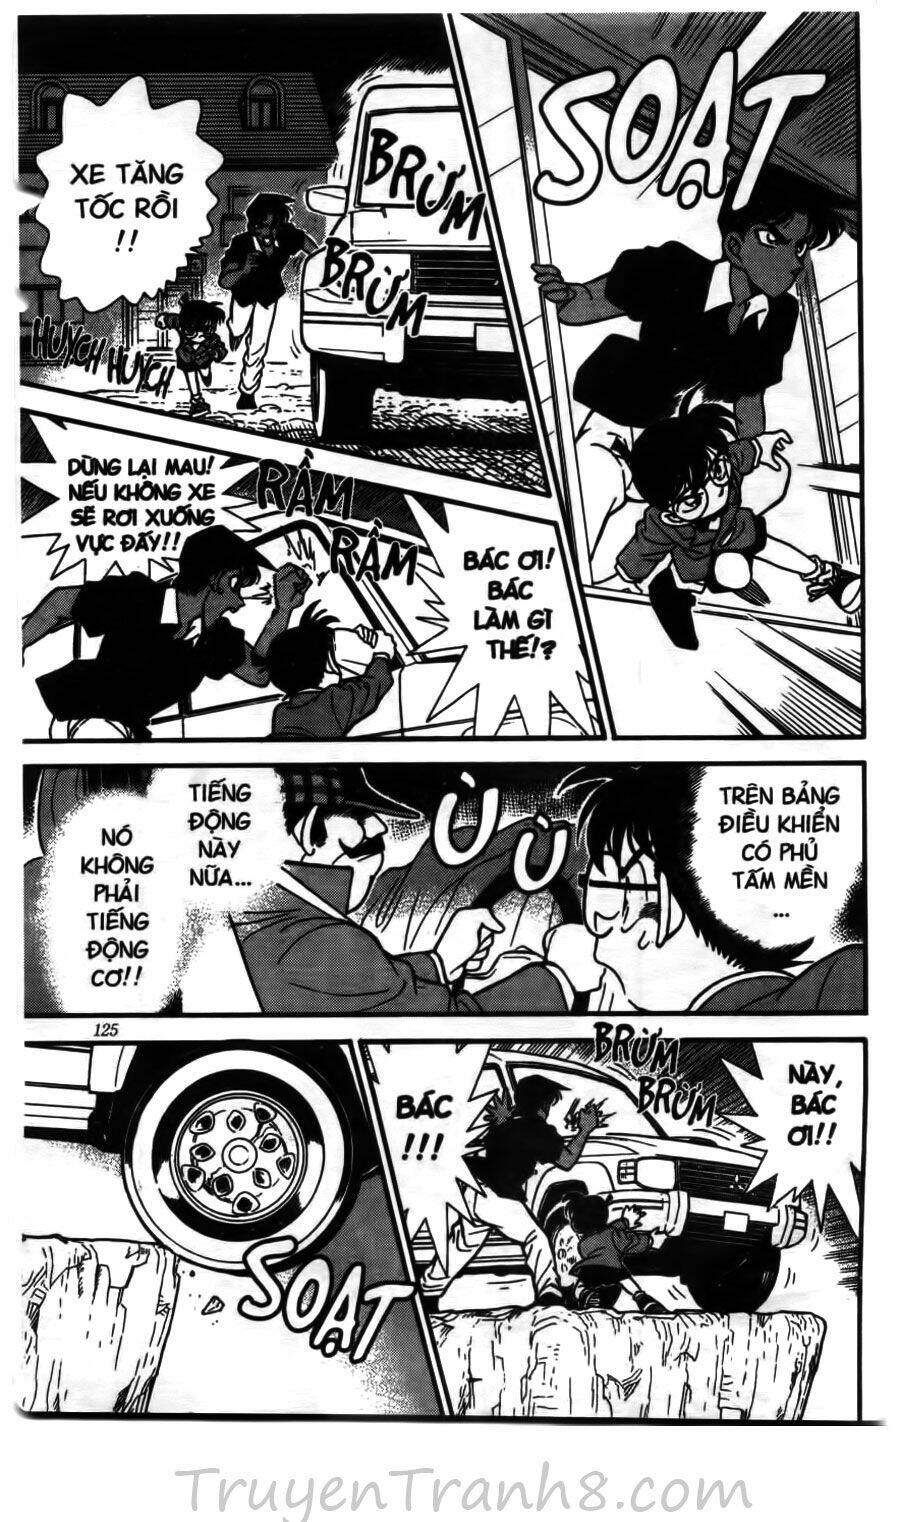 SOẠT
BRỪM
BRỪM
XE TĂNG
TỐC RỒI
!!
HUỴCH HUỴCH
DỪNG LẠI MAU!
NẾU KHÔNG XE
SẼ RƠI XUỐNG
VỰC ĐẤY!!
RẦM
RẦM
BÁC ƠI!
BÁC
LÀM GÌ
THẾ!?
TRÊN BẢNG
ĐIỀU KHIỂN
CÓ PHỦ
TẤM MỀN
...
Ù
Ù
TIẾNG
ĐỘNG
NÀY
NỮA...
NÓ
KHÔNG
PHẢI
TIẾNG
ĐỘNG
CƠ!!
125
BRỪM
BRỪM
NÀY,
BÁC
ƠI!!
BÁC
!!!
SOẠT
TruyenTranh8.com